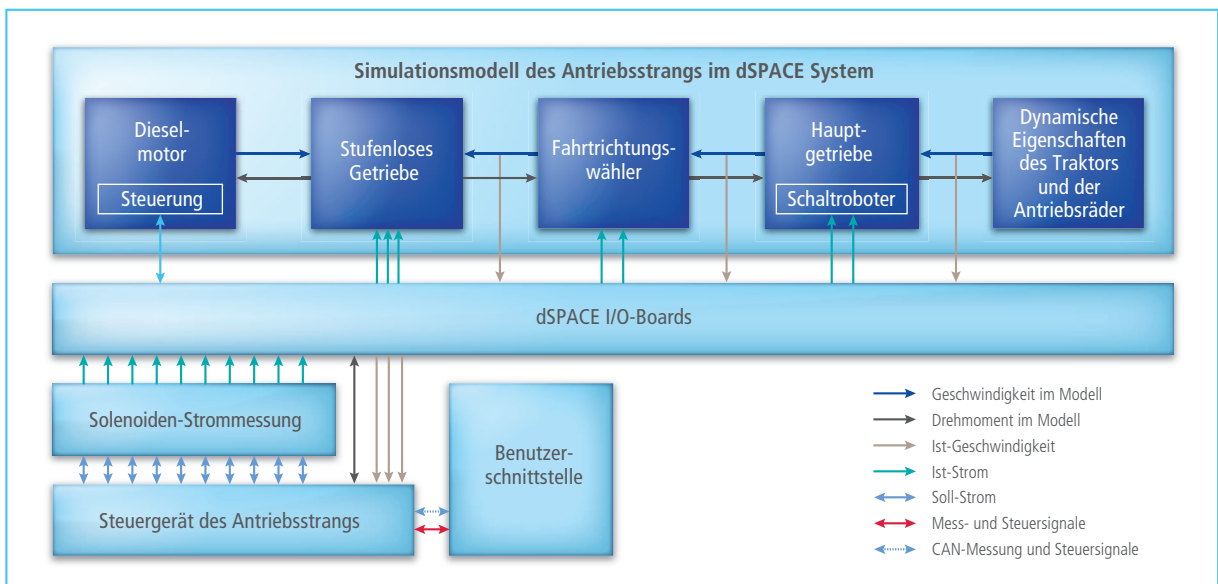 Simulationsmodell des Antriebsstrangs im dSPACE System
Diesel-
motor
Steuerung
Stufenloses
Getriebe
Fahrtrichtungs-
wähler
Haupt-
getriebe
Schaltroboter
Dynamische
Eigenschaften
des Traktors
und der
Antriebsräder
dSPACE I/O-Boards
Solenoiden-Strommessung
Steuergerät des Antriebsstrangs
Benutzer-
schnittstelle
Geschwindigkeit im Modell
Drehmoment im Modell
Ist-Geschwindigkeit
Ist-Strom
Soll-Strom
Mess- und Steuersignale
CAN-Messung und Steuersignale